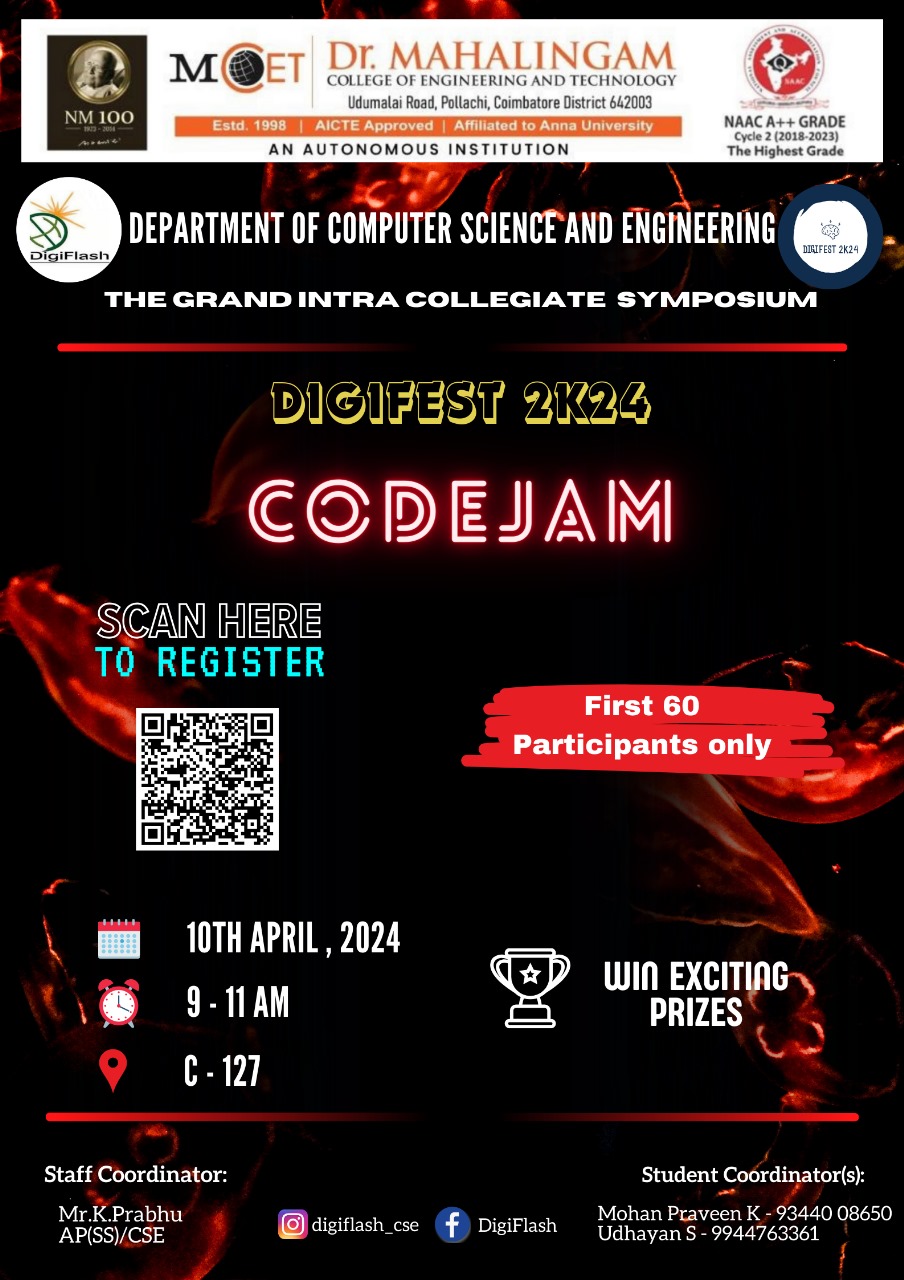 NM 100
1923 - 2014
MCET
Dr. MAHALINGAM
COLLEGE OF ENGINEERING AND TECHNOLOGY
Udumalai Road, Pollachi, Coimbatore District 642003
Estd. 1998 | AICTE Approved | Affiliated to Anna University
AN AUTONOMOUS INSTITUTION
NAAC
NAAC A++ GRADE
Cycle 2 (2018-2023)
The Highest Grade
DigiFlash
DEPARTMENT OF COMPUTER SCIENCE AND ENGINEERING
DIGIFEST 2K24
THE GRAND INTRA COLLEGIATE SYMPOSIUM
DIGIFEST 2K24
CODEJAM
SCAN HERE
TO REGISTER
First 60
Participants only
10TH APRIL , 2024
9 - 11 AM
C - 127
WIN EXCITING
PRIZES
Staff Coordinator:
Mr.K.Prabhu
AP(SS)/CSE
digiflash_cse
DigiFlash
Student Coordinator(s):
Mohan Praveen K - 93440 08650
Udhayan S - 9944763361